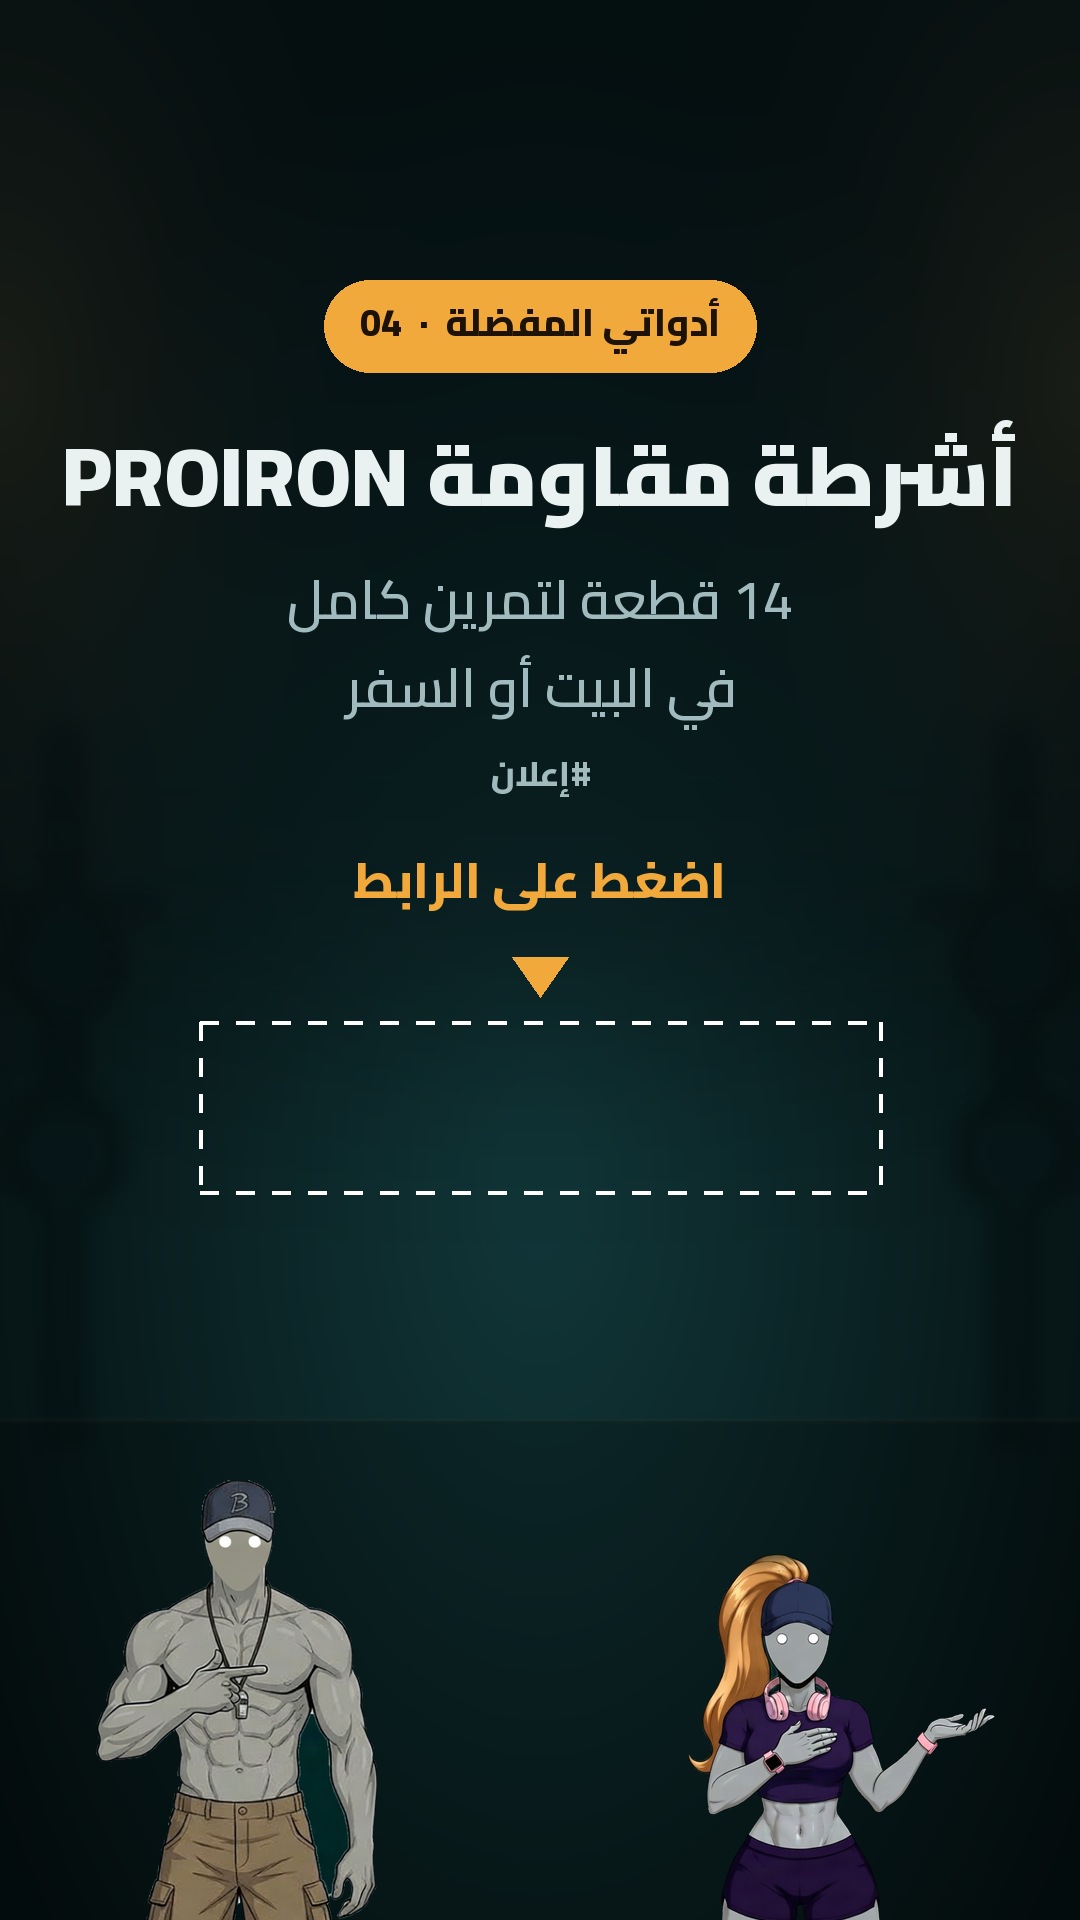 أدواتي المفضلة · 04
أشرطة مقاومة PROIRON
14 قطعة لتمرين كامل
في البيت أو السفر
#إعلان
اضغط على الرابط
B